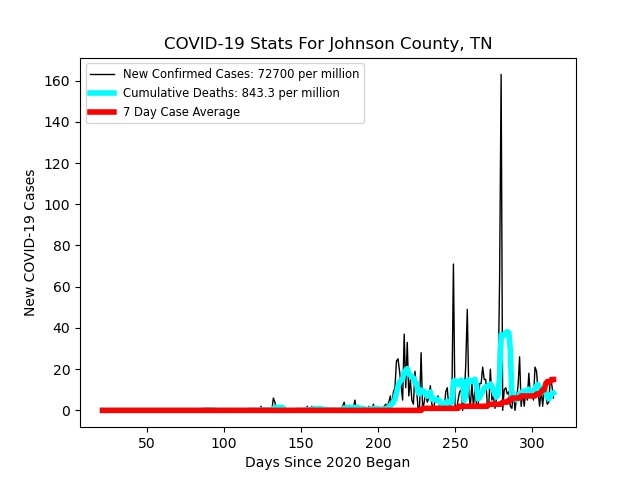 COVID-19 Stats For Johnson County, TN
New Confirmed Cases: 72700 per million
Cumulative Deaths: 843.3 per million
7 Day Case Average
160
140
120
100
80
60
40
20
0
New COVID-19 Cases
50 100 150 200 250 300
Days Since 2020 Began